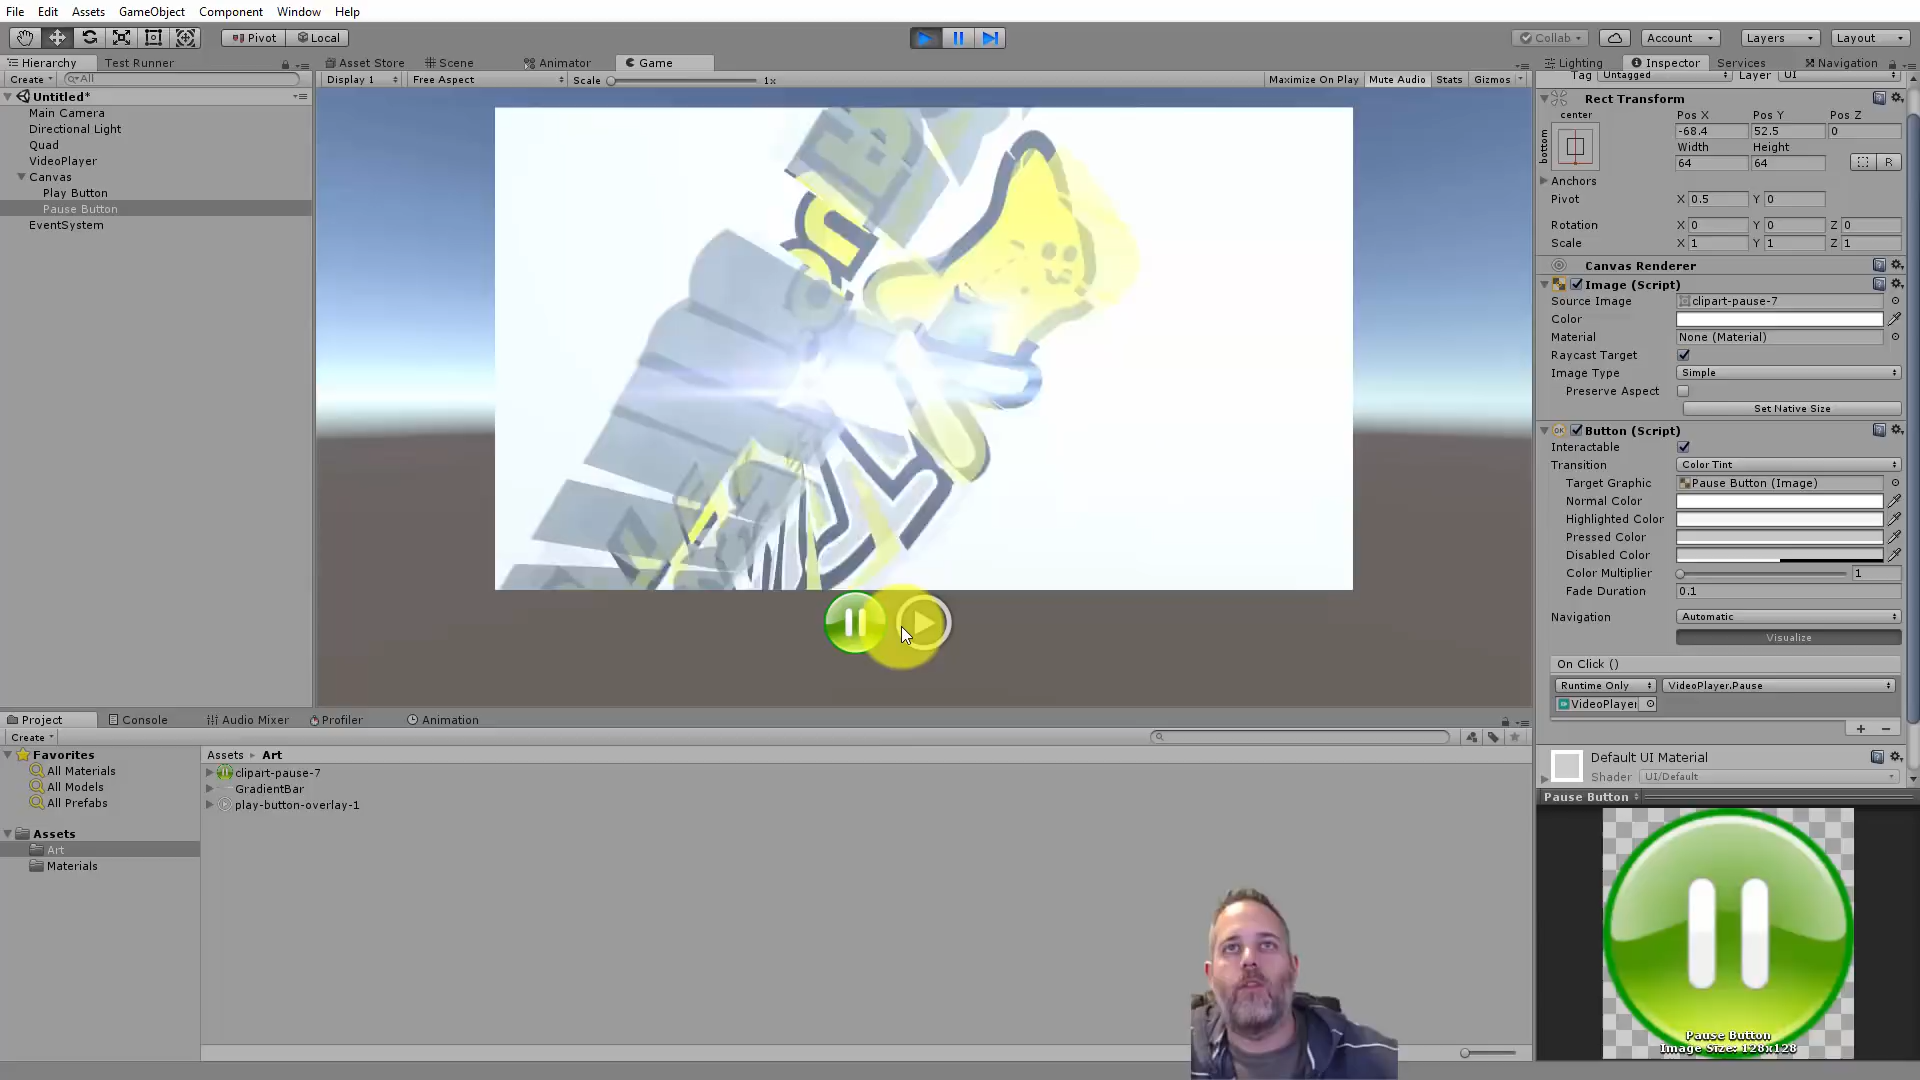 File Edit Assets GameObject Component Window Help
Pivot Local Collab Account Layers Layout
Hierarchy Test Runner Asset Store Scene Animator Game Lighting Inspector Services Navigation
Create All Display 1 Free Aspect Scale 1x Maximize On Play Mute Audio Stats Gizmos Tag Untagged Layer UI
Untitled*
Main Camera
Directional Light
Quad
VideoPlayer
Canvas
Play Button
Pause Button
EventSystem
Rect Transform
center
bottom
Pos X Pos Y Pos Z
-68.4 52.5 0
Width Height
64 64 R
Anchors
Pivot X 0.5 Y 0
Rotation X 0 Y 0 Z 0
Scale X 1 Y 1 Z 1
Canvas Renderer
Image (Script)
Source Image clipart-pause-7
Color
Material None (Material)
Raycast Target
Image Type Simple
Preserve Aspect
Set Native Size
Button (Script)
Interactable
Transition Color Tint
Target Graphic Pause Button (Image)
Normal Color
Highlighted Color
Pressed Color
Disabled Color
Color Multiplier 1
Fade Duration 0.1
Navigation Automatic
Visualize
On Click ()
Runtime Only VideoPlayer.Pause
VideoPlayer
Default UI Material
Shader UI/Default
Pause Button
Pause Button
Image Size: 128x128
Project Console Audio Mixer Profiler Animation
Create
Favorites
All Materials
All Models
All Prefabs
Assets
Art
Materials
Assets Art
clipart-pause-7
GradientBar
play-button-overlay-1